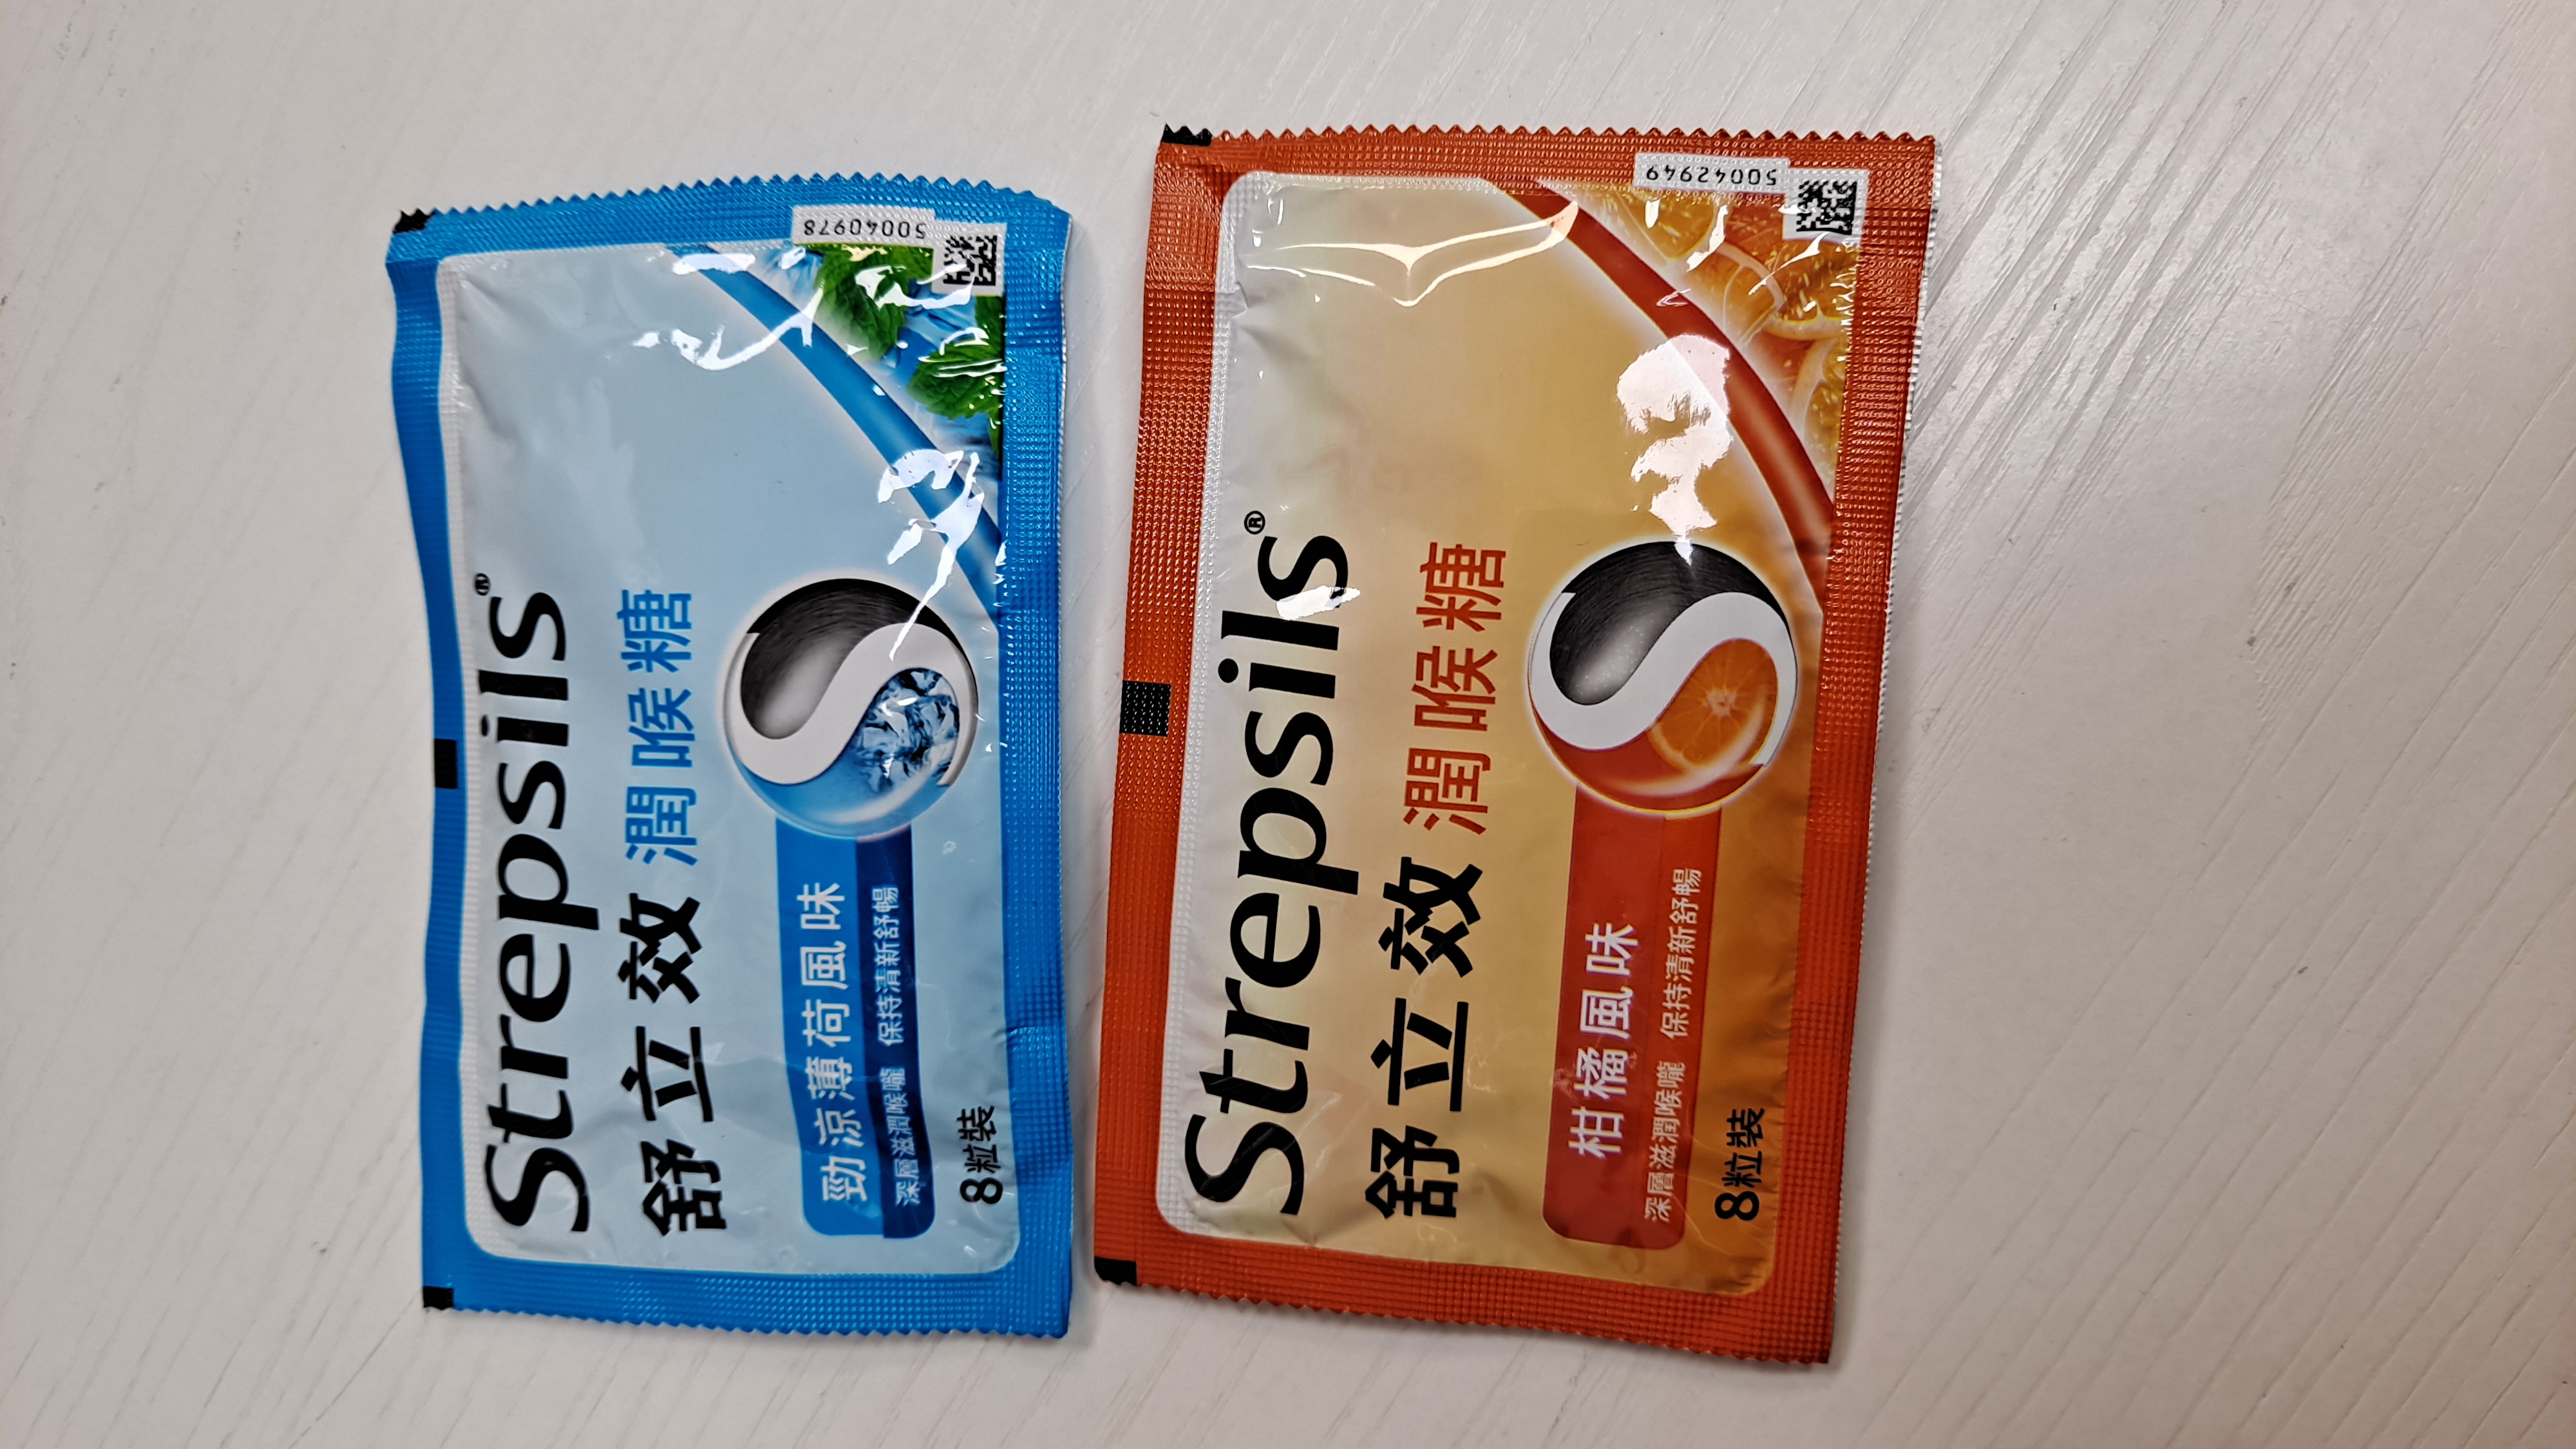 Strepsils®
舒立效 潤喉糖
勁涼薄荷風味
深層滋潤喉嚨 保持清新舒暢
8粒裝
50040978
Strepsils®
舒立效 潤喉糖
柑橘風味
深層滋潤喉嚨 保持清新舒暢
8粒裝
50042949